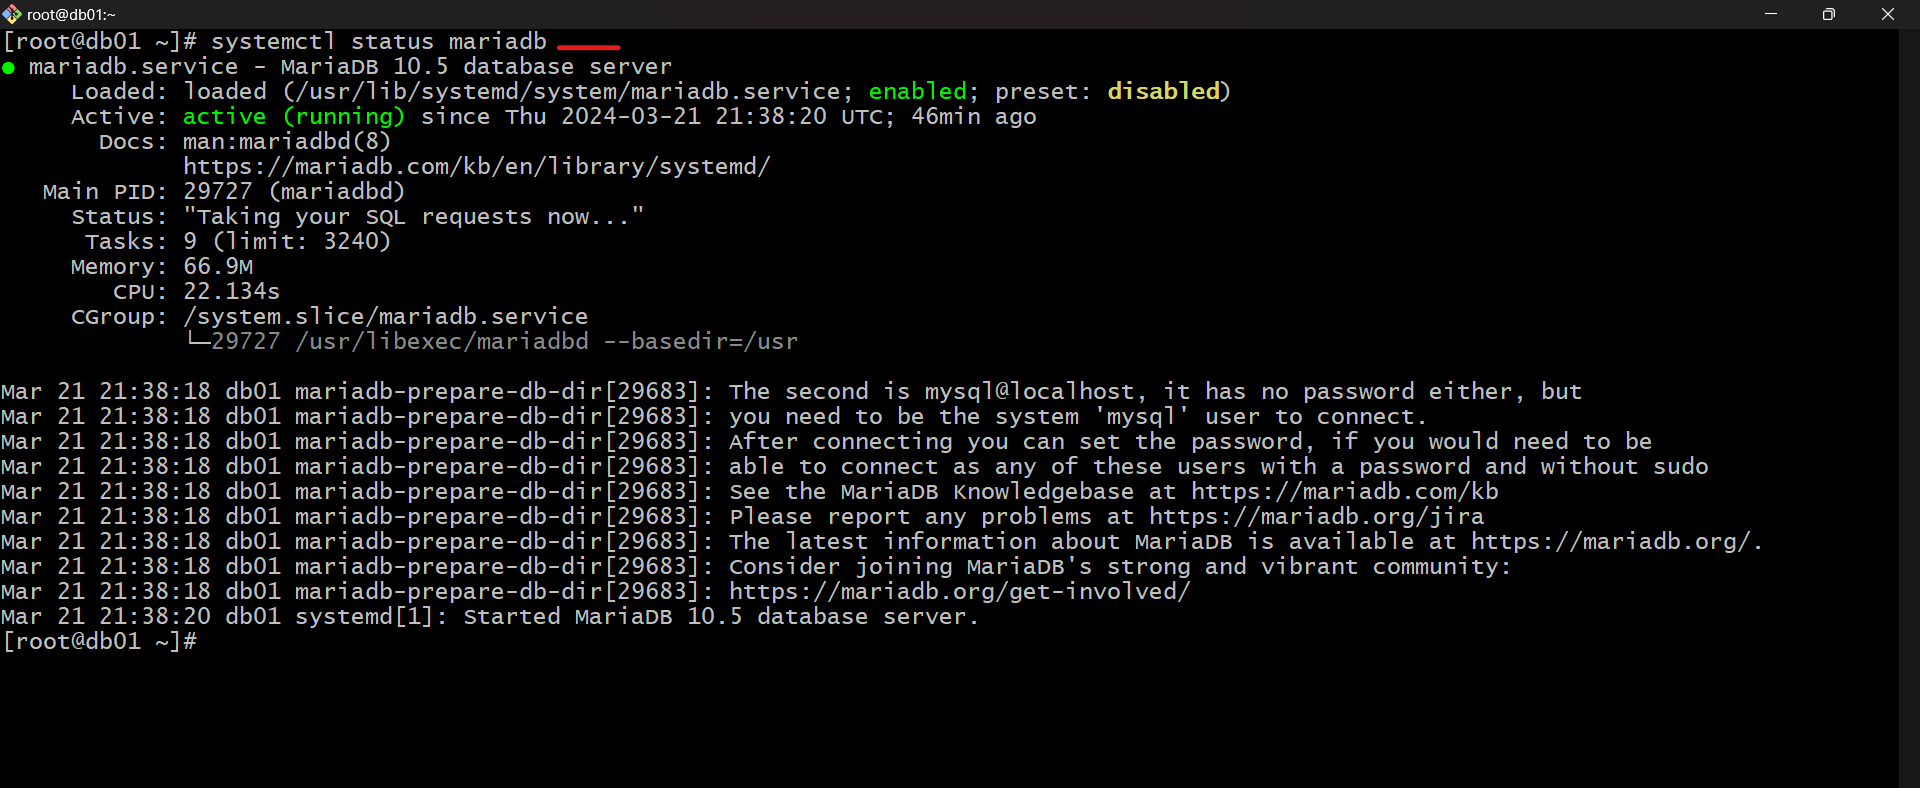 root@db01:~
[root@db01 ~]# systemctl status mariadb
● mariadb.service - MariaDB 10.5 database server
     Loaded: loaded (/usr/lib/systemd/system/mariadb.service; enabled; preset: disabled)
     Active: active (running) since Thu 2024-03-21 21:38:20 UTC; 46min ago
       Docs: man:mariadbd(8)
             https://mariadb.com/kb/en/library/systemd/
   Main PID: 29727 (mariadbd)
     Status: "Taking your SQL requests now..."
      Tasks: 9 (limit: 3240)
     Memory: 66.9M
        CPU: 22.134s
     CGroup: /system.slice/mariadb.service
             └─29727 /usr/libexec/mariadbd --basedir=/usr

Mar 21 21:38:18 db01 mariadb-prepare-db-dir[29683]: The second is mysql@localhost, it has no password either, but
Mar 21 21:38:18 db01 mariadb-prepare-db-dir[29683]: you need to be the system 'mysql' user to connect.
Mar 21 21:38:18 db01 mariadb-prepare-db-dir[29683]: After connecting you can set the password, if you would need to be
Mar 21 21:38:18 db01 mariadb-prepare-db-dir[29683]: able to connect as any of these users with a password and without sudo
Mar 21 21:38:18 db01 mariadb-prepare-db-dir[29683]: See the MariaDB Knowledgebase at https://mariadb.com/kb
Mar 21 21:38:18 db01 mariadb-prepare-db-dir[29683]: Please report any problems at https://mariadb.org/jira
Mar 21 21:38:18 db01 mariadb-prepare-db-dir[29683]: The latest information about MariaDB is available at https://mariadb.org/.
Mar 21 21:38:18 db01 mariadb-prepare-db-dir[29683]: Consider joining MariaDB's strong and vibrant community:
Mar 21 21:38:18 db01 mariadb-prepare-db-dir[29683]: https://mariadb.org/get-involved/
Mar 21 21:38:20 db01 systemd[1]: Started MariaDB 10.5 database server.
[root@db01 ~]#